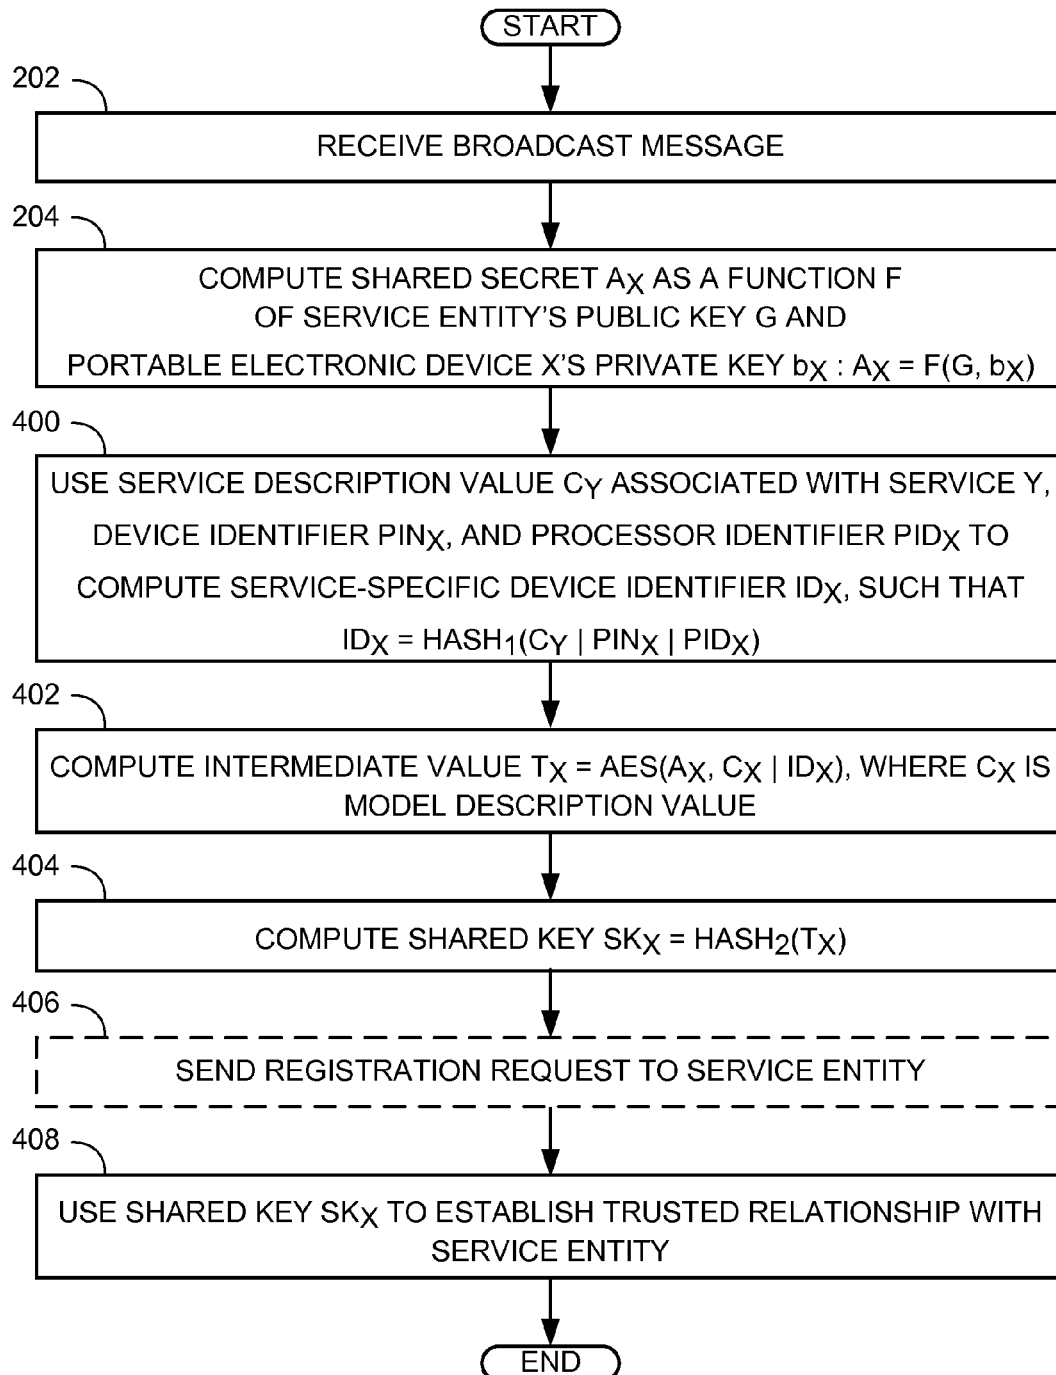 START
202
RECEIVE BROADCAST MESSAGE
204
COMPUTE SHARED SECRET AX AS A FUNCTION F
OF SERVICE ENTITY'S PUBLIC KEY G AND
PORTABLE ELECTRONIC DEVICE X'S PRIVATE KEY bX : AX = F(G, bX)
400
USE SERVICE DESCRIPTION VALUE CY ASSOCIATED WITH SERVICE Y,
DEVICE IDENTIFIER PINX, AND PROCESSOR IDENTIFIER PIDX TO
COMPUTE SERVICE-SPECIFIC DEVICE IDENTIFIER IDX, SUCH THAT
IDX = HASH1(CY | PINX | PIDX)
402
COMPUTE INTERMEDIATE VALUE TX = AES(AX, CX | IDX), WHERE CX IS
MODEL DESCRIPTION VALUE
404
COMPUTE SHARED KEY SKX = HASH2(TX)
406
SEND REGISTRATION REQUEST TO SERVICE ENTITY
408
USE SHARED KEY SKX TO ESTABLISH TRUSTED RELATIONSHIP WITH
SERVICE ENTITY
END